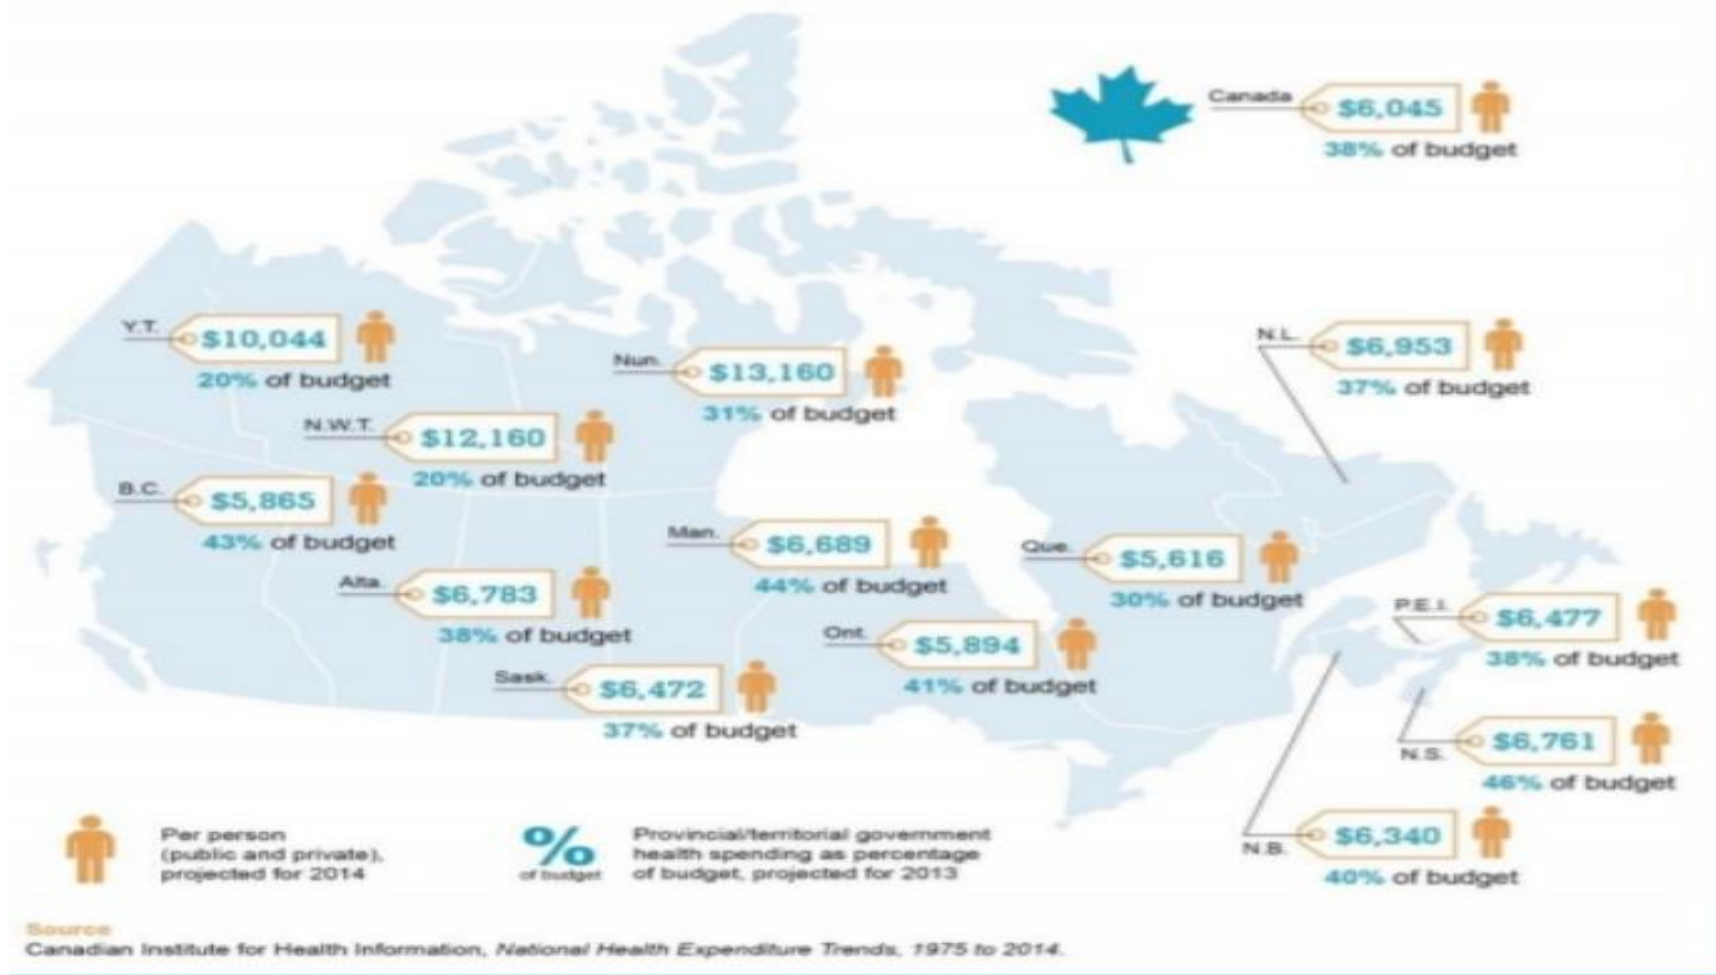 Canada
$6,045
38% of budget
Y.T.
$10,044
20% of budget
Nun.
$13,160
31% of budget
N.L.
$6,953
37% of budget
N.W.T.
$12,160
20% of budget
B.C.
$5,865
43% of budget
Man.
$6,689
44% of budget
Que.
$5,616
30% of budget
Alta.
$6,783
38% of budget
P.E.I.
$6,477
38% of budget
Ont.
$5,894
41% of budget
Sask.
$6,472
37% of budget
N.S.
$6,761
46% of budget
N.B.
$6,340
40% of budget
Per person
(public and private),
projected for 2014
%
of budget
Provincial/territorial government
health spending as percentage
of budget, projected for 2013
Source
Canadian Institute for Health Information, National Health Expenditure Trends, 1975 to 2014.